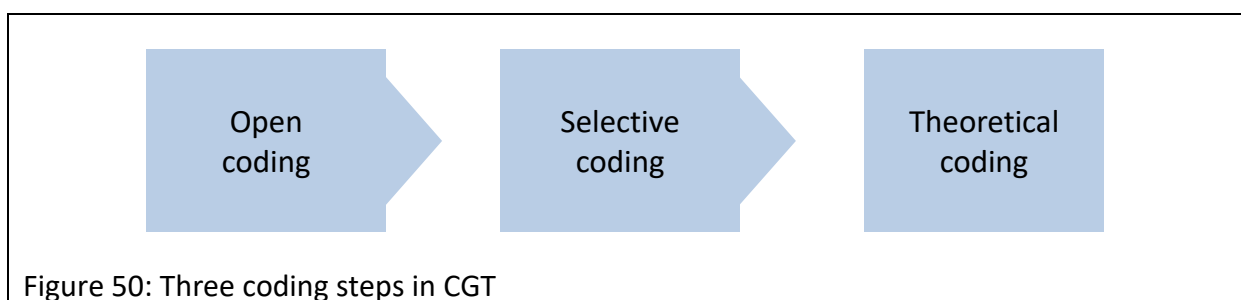 Open
coding
Selective
coding
Theoretical
coding
Figure 50: Three coding steps in CGT